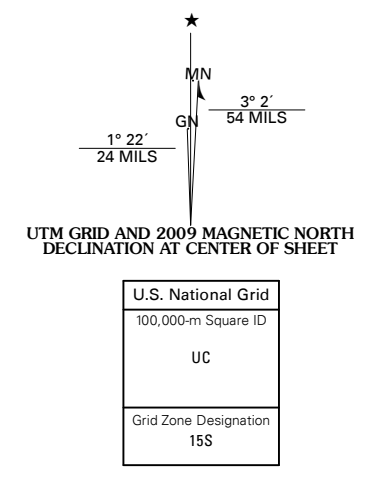 ★
MN
3° 2´
54 MILS
GN
1° 22´
24 MILS
UTM GRID AND 2009 MAGNETIC NORTH
DECLINATION AT CENTER OF SHEET
U.S. National Grid
100,000-m Square ID
UC
Grid Zone Designation
15S